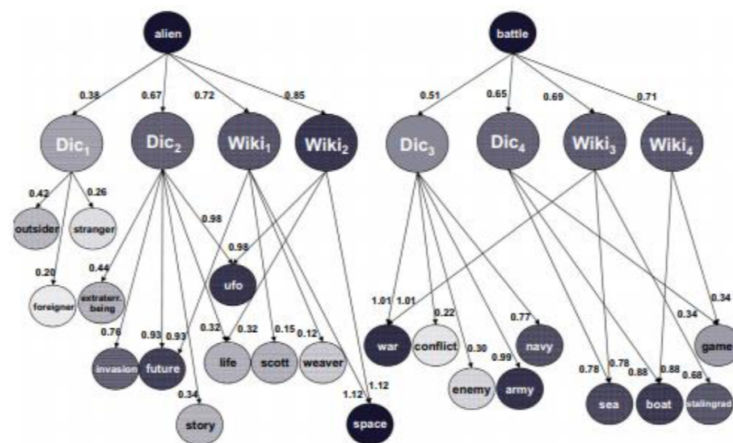 alien battle
0.38 0.67 0.72 0.85 0.51 0.65 0.69 0.71
Dic1 Dic2 Wiki1 Wiki2 Dic3 Dic4 Wiki3 Wiki4
0.42 0.26 0.98
outsider stranger
0.20 0.44 0.98
foreigner extraterr. being ufo 1.01 1.01 0.22 0.77 0.34 0.34
0.76 0.93 0.93 0.32 0.32 0.15 0.12
invasion future life scott weaver war conflict navy game
0.30 0.99 0.78 0.78 0.88 0.88 0.68
0.34 1.12 1.12 enemy army
story space sea boat stalingrad